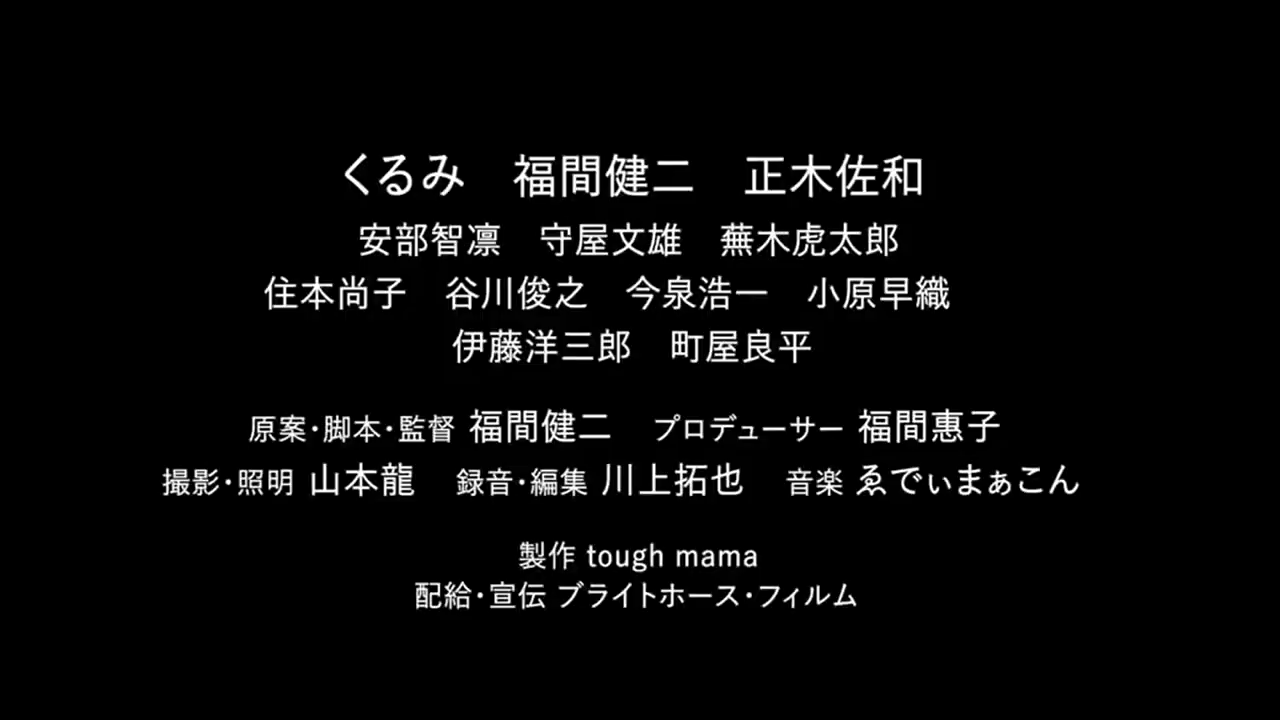 くるみ　福間健二　正木佐和
安部智凛　守屋文雄　蕪木虎太郎
住本尚子　谷川俊之　今泉浩一　小原早織
伊藤洋三郎　町屋良平
原案・脚本・監督 福間健二　プロデューサー 福間惠子
撮影・照明 山本龍　録音・編集 川上拓也　音楽 ゑでぃまぁこん
製作 tough mama
配給・宣伝 ブライトホース・フィルム